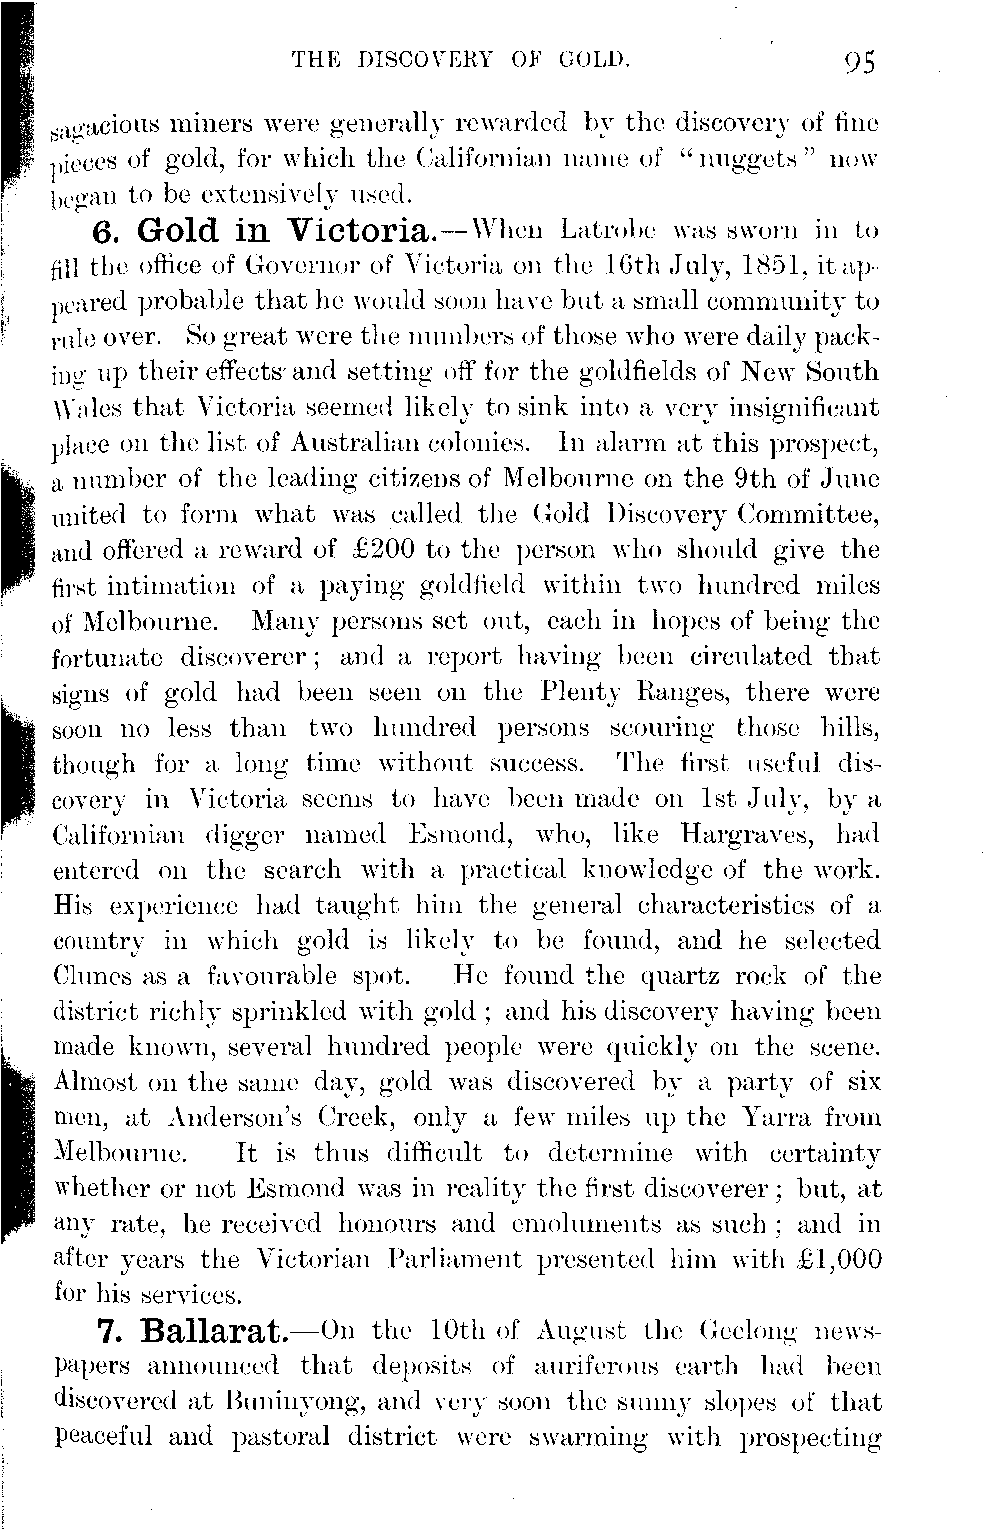 THE DISCOVERY OF GOLD. 95
sagacious miners were generally rewarded by the discovery of fine
pieces of gold, for which the Californian name of “nuggets” now
began to be extensively used.
6. Gold in Victoria.—When Latrobe was sworn in to
fill the office of Governor of Victoria on the 16th July, 1851, it ap-
peared probable that he would soon have but a small community to
rule over. So great were the numbers of those who were daily pack-
ing up their effects and setting off for the goldfields of New South
Wales that Victoria seemed likely to sink into a very insignificant
place on the list of Australian colonies. In alarm at this prospect,
a number of the leading citizens of Melbourne on the 9th of June
united to form what was called the Gold Discovery Committee,
and offered a reward of £200 to the person who should give the
first intimation of a paying goldfield within two hundred miles
of Melbourne. Many persons set out, each in hopes of being the
fortunate discoverer; and a report having been circulated that
signs of gold had been seen on the Plenty Ranges, there were
soon no less than two hundred persons scouring those hills,
though for a long time without success. The first useful dis-
covery in Victoria seems to have been made on 1st July, by a
Californian digger named Esmond, who, like Hargraves, had
entered on the search with a practical knowledge of the work.
His experience had taught him the general characteristics of a
country in which gold is likely to be found, and he selected
Clunes as a favourable spot. He found the quartz rock of the
district richly sprinkled with gold; and his discovery having been
made known, several hundred people were quickly on the scene.
Almost on the same day, gold was discovered by a party of six
men, at Anderson's Creek, only a few miles up the Yarra from
Melbourne. It is thus difficult to determine with certainty
whether or not Esmond was in reality the first discoverer; but, at
any rate, he received honours and emoluments as such; and in
after years the Victorian Parliament presented him with £1,000
for his services.
7. Ballarat.—On the 10th of August the Geelong news-
papers announced that deposits of auriferous earth had been
discovered at Buninyong, and very soon the sunny slopes of that
peaceful and pastoral district were swarming with prospecting